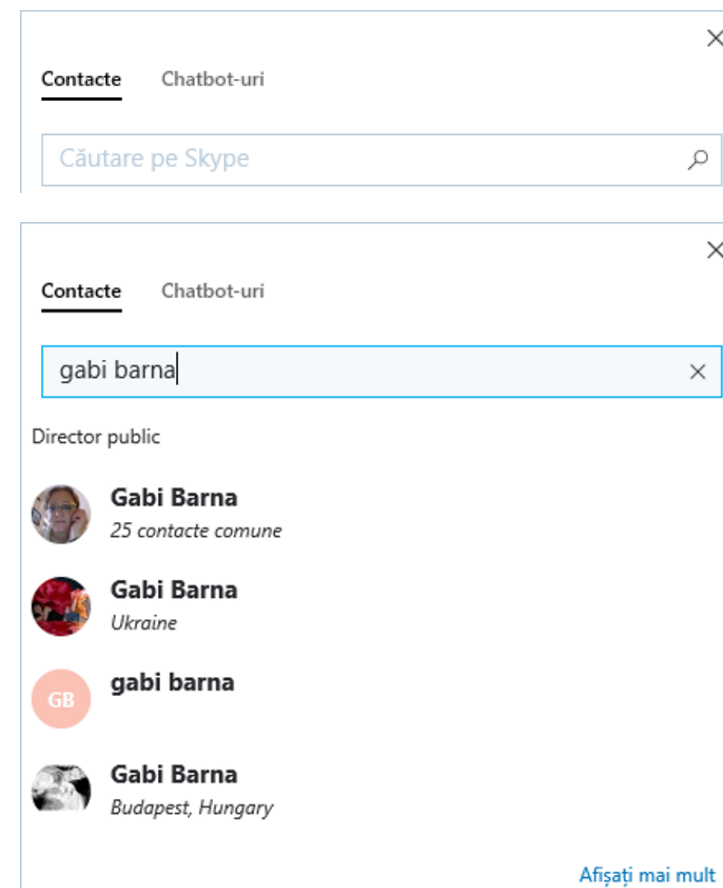 Contacte Chatbot-uri
Căutare pe Skype
Contacte Chatbot-uri
gabi barna
Director public
Gabi Barna
25 contacte comune
Gabi Barna
Ukraine
GB
gabi barna
Gabi Barna
Budapest, Hungary
Afișați mai mult